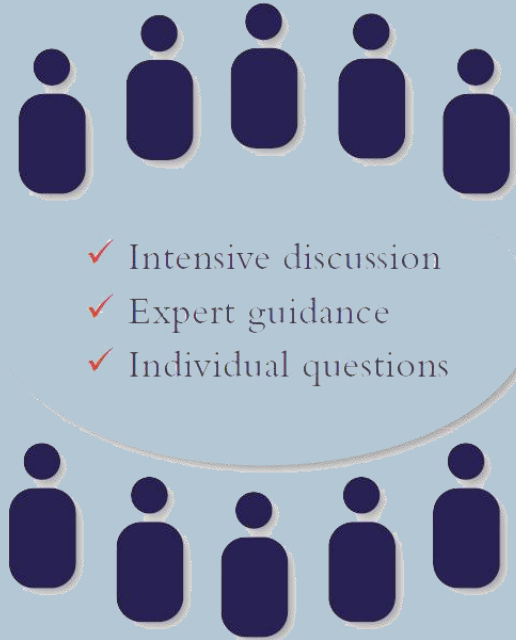 ✓ Intensive discussion
✓ Expert guidance
✓ Individual questions